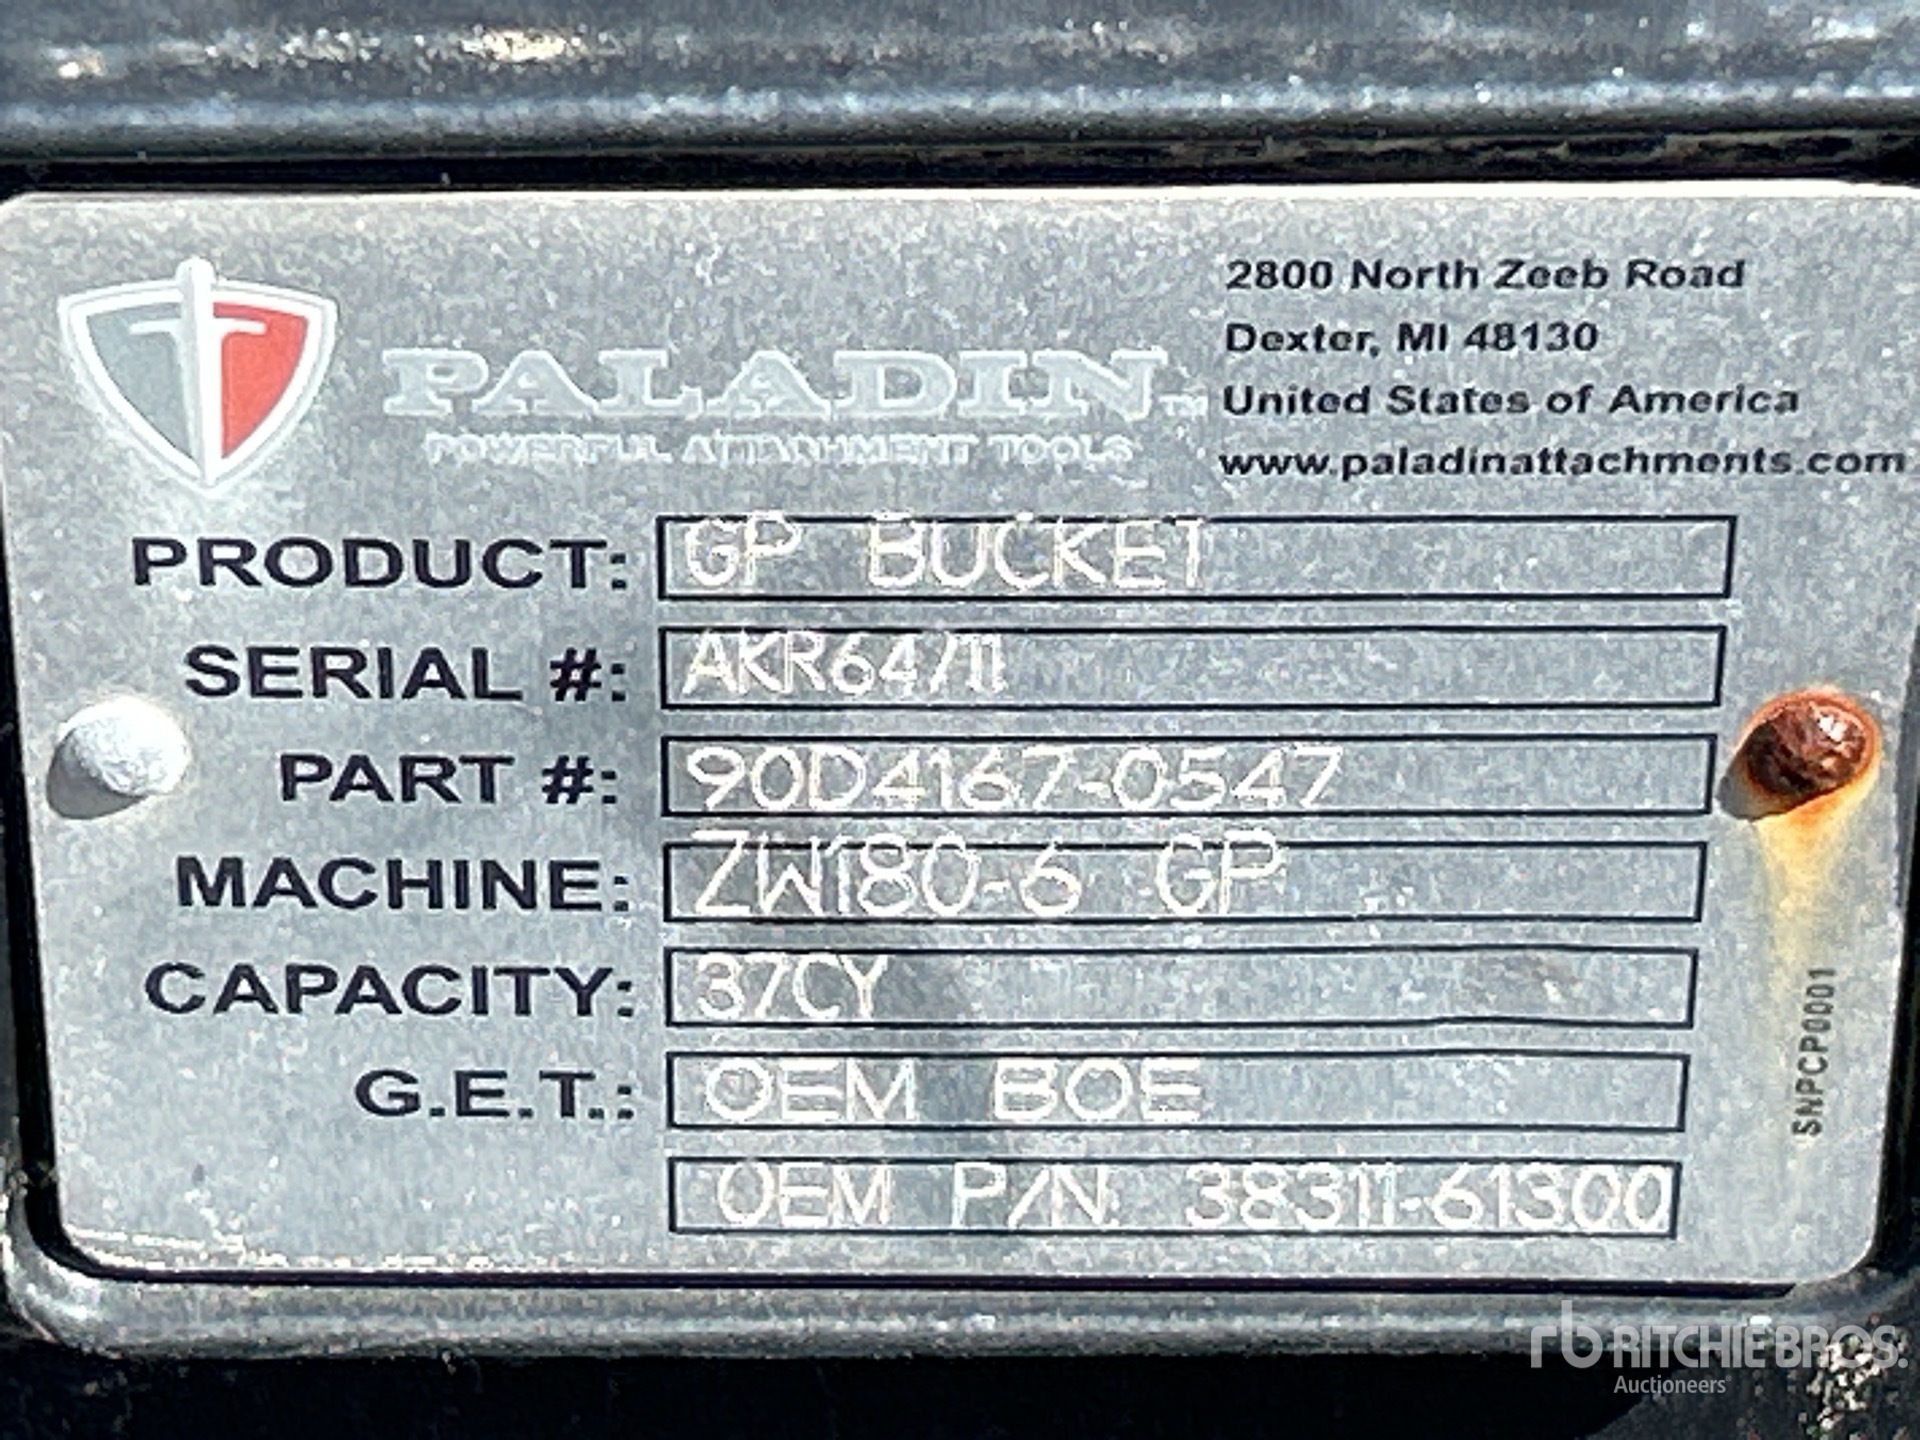 PALADIN™
POWERFUL ATTACHMENT TOOLS
2800 North Zeeb Road
Dexter, MI 48130
United States of America
www.paladinattachments.com
PRODUCT: GP BUCKET
SERIAL #: AKR64711
PART #: 90D4167-0547
MACHINE: ZW180-6 GP
CAPACITY: 37CY
G.E.T.: OEM BOE
OEM P/N 38311-61300
SNPCP0001
rb RITCHIE BROS.
Auctioneers